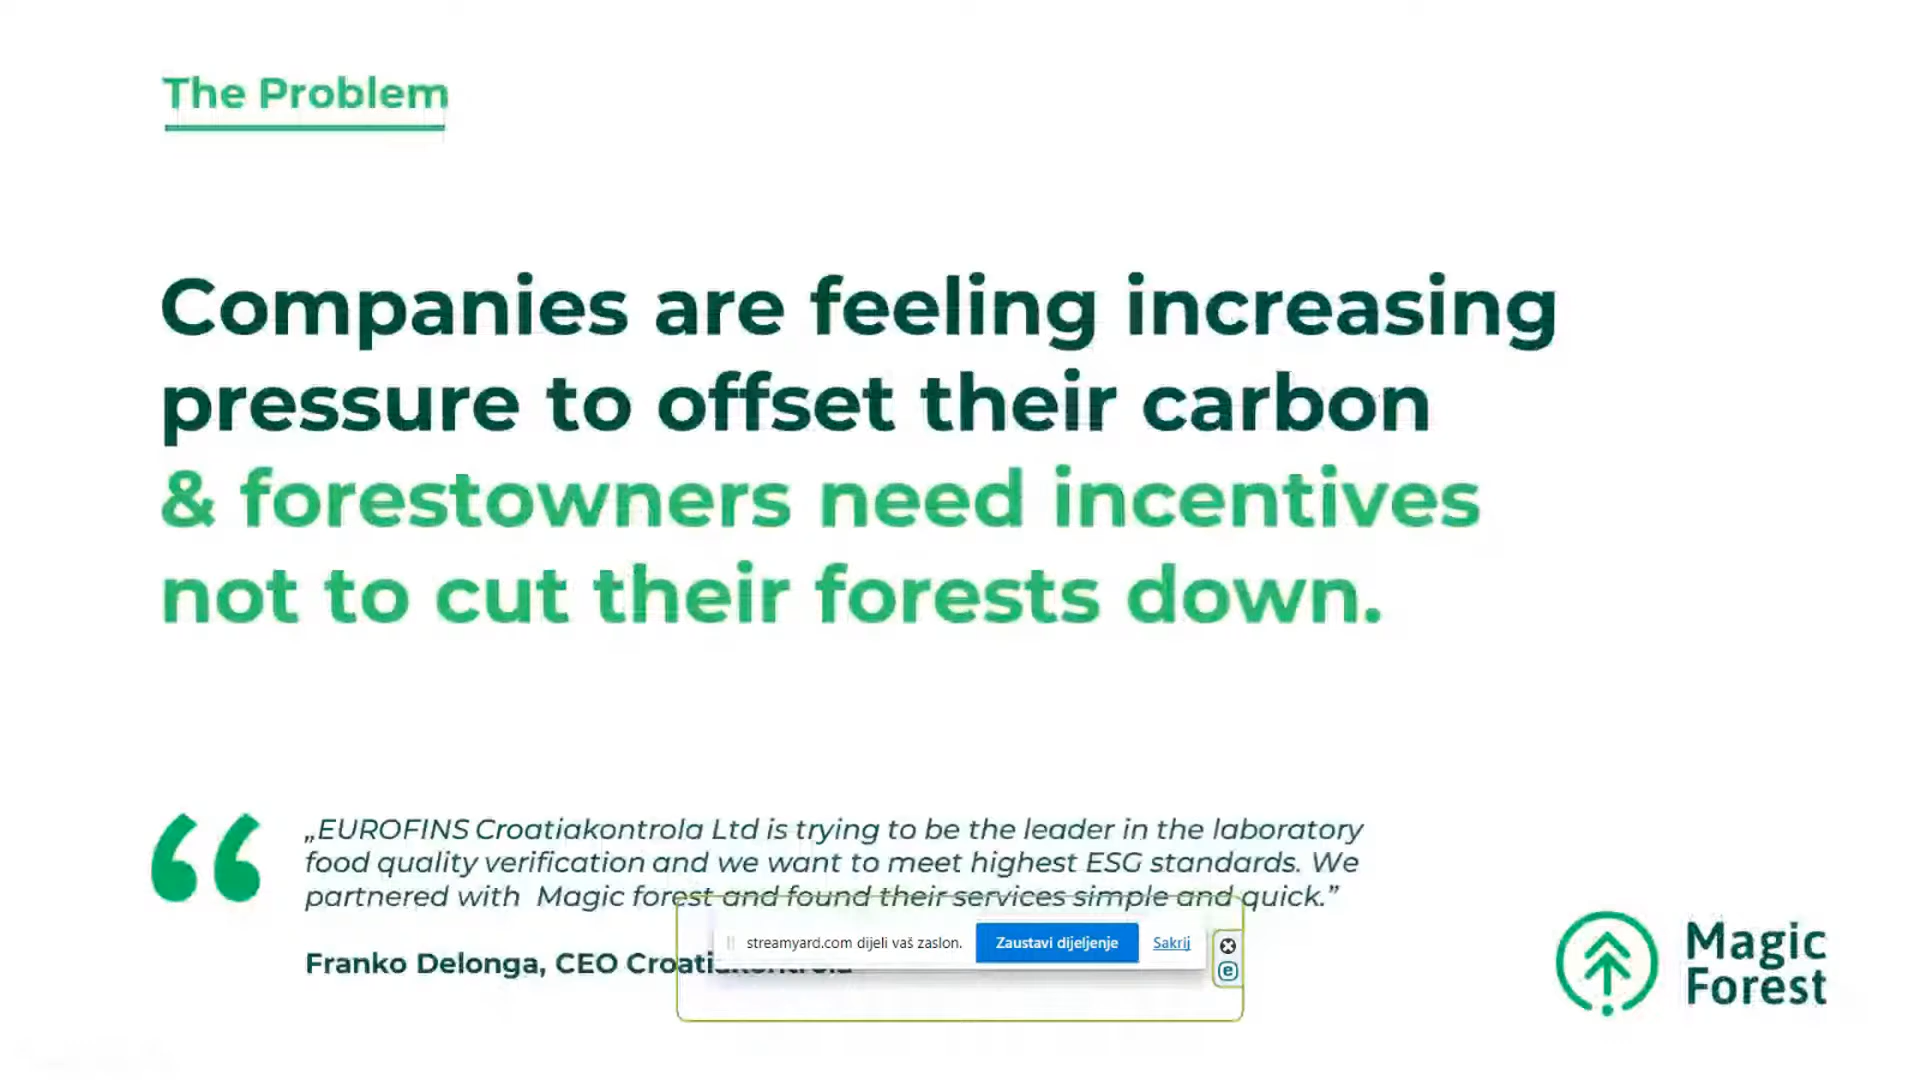 The Problem
Companies are feeling increasing
pressure to offset their carbon
& forestowners need incentives
not to cut their forests down.
„EUROFINS Croatiakontrola Ltd is trying to be the leader in the laboratory
food quality verification and we want to meet highest ESG standards. We
partnered with Magic forest and found their services simple and quick.”
streamyard.com dijeli vaš zaslon. Zaustavi dijeljenje Sakrij
Franko Delonga, CEO Croatiakontrola
Magic
Forest